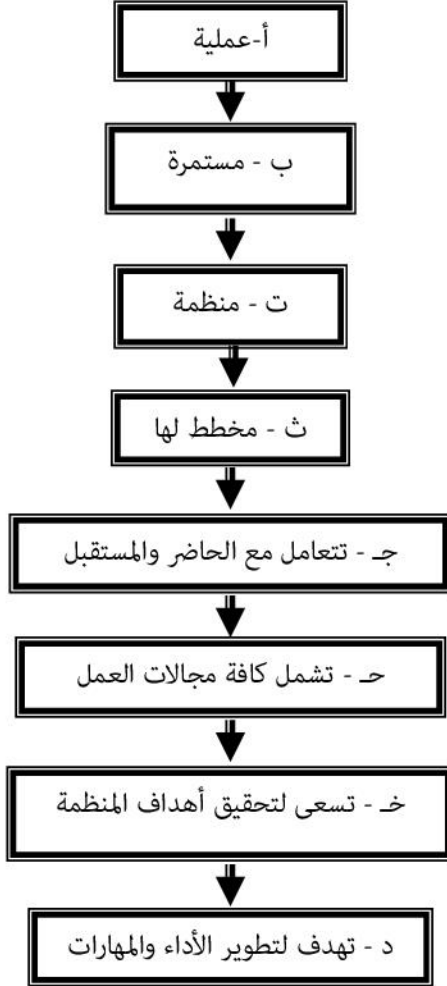 أ-عملية
ب - مستمرة
ت - منظمة
ث - مخطط لها
جـ - تتعامل مع الحاضر والمستقبل
حـ - تشمل كافة مجالات العمل
خـ - تسعى لتحقيق أهداف المنظمة
د - تهدف لتطوير الأداء والمهارات